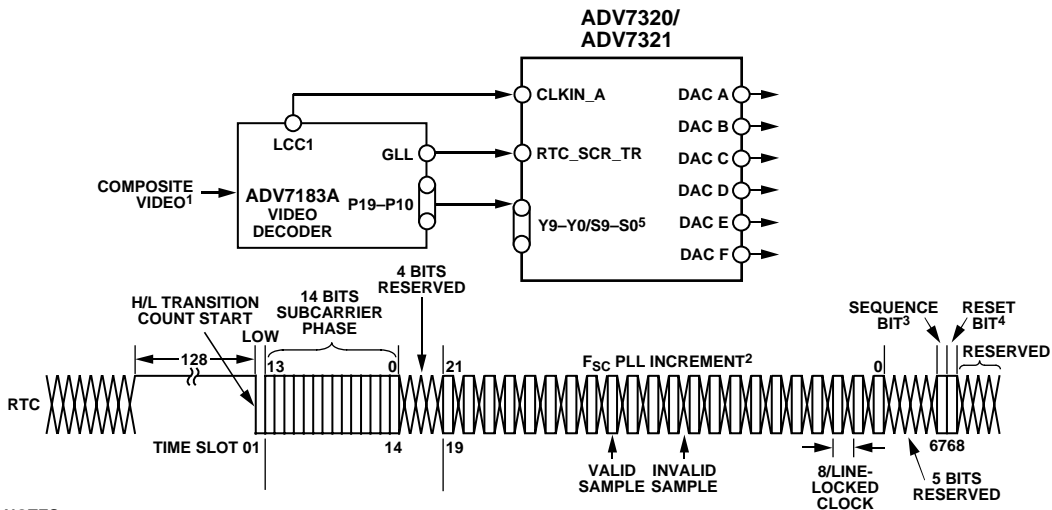 ADV7320/
ADV7321
CLKIN_A
DAC A
DAC B
LCC1
GLL
RTC_SCR_TR
DAC C
COMPOSITE
VIDEO1
ADV7183A
VIDEO
DECODER
P19–P10
DAC D
Y9–Y0/S9–S05
DAC E
DAC F
H/L TRANSITION
COUNT START
LOW
14 BITS
SUBCARRIER
PHASE
4 BITS
RESERVED
SEQUENCE
BIT3
RESET
BIT4
RESERVED
128
13
0
21
FSC PLL INCREMENT2
0
RTC
TIME SLOT 01
14
19
6768
VALID
SAMPLE
INVALID
SAMPLE
8/LINE-
LOCKED
CLOCK
5 BITS
RESERVED